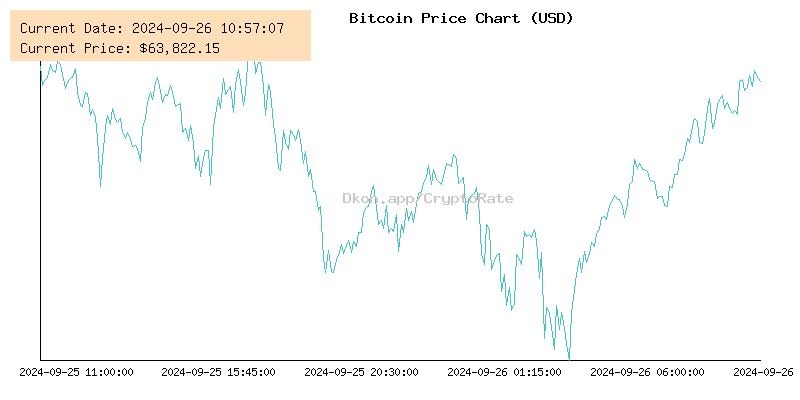 Bitcoin Price Chart (USD)
Current Date: 2024-09-26 10:57:07
Current Price: $63,822.15
Dkon.app/CryptoRate
2024-09-25 11:00:00 2024-09-25 15:45:00 2024-09-25 20:30:00 2024-09-26 01:15:00 2024-09-26 06:00:00 2024-09-26